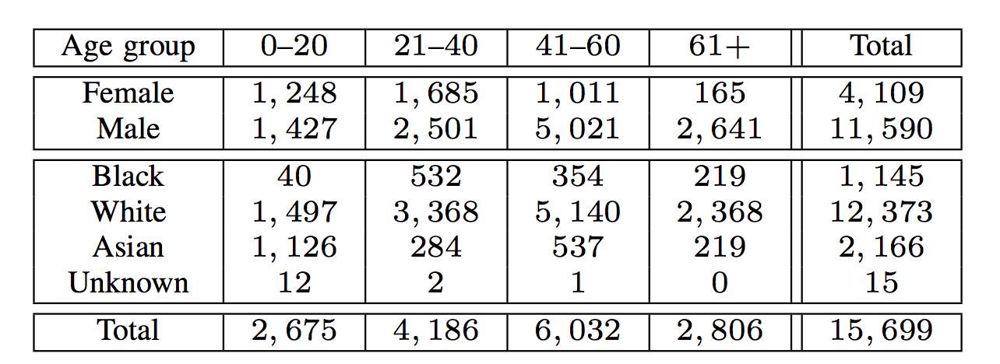 Age group 0–20 21–40 41–60 61+ Total
Female 1, 248 1, 685 1, 011 165 4, 109
Male 1, 427 2, 501 5, 021 2, 641 11, 590
Black 40 532 354 219 1, 145
White 1, 497 3, 368 5, 140 2, 368 12, 373
Asian 1, 126 284 537 219 2, 166
Unknown 12 2 1 0 15
Total 2, 675 4, 186 6, 032 2, 806 15, 699